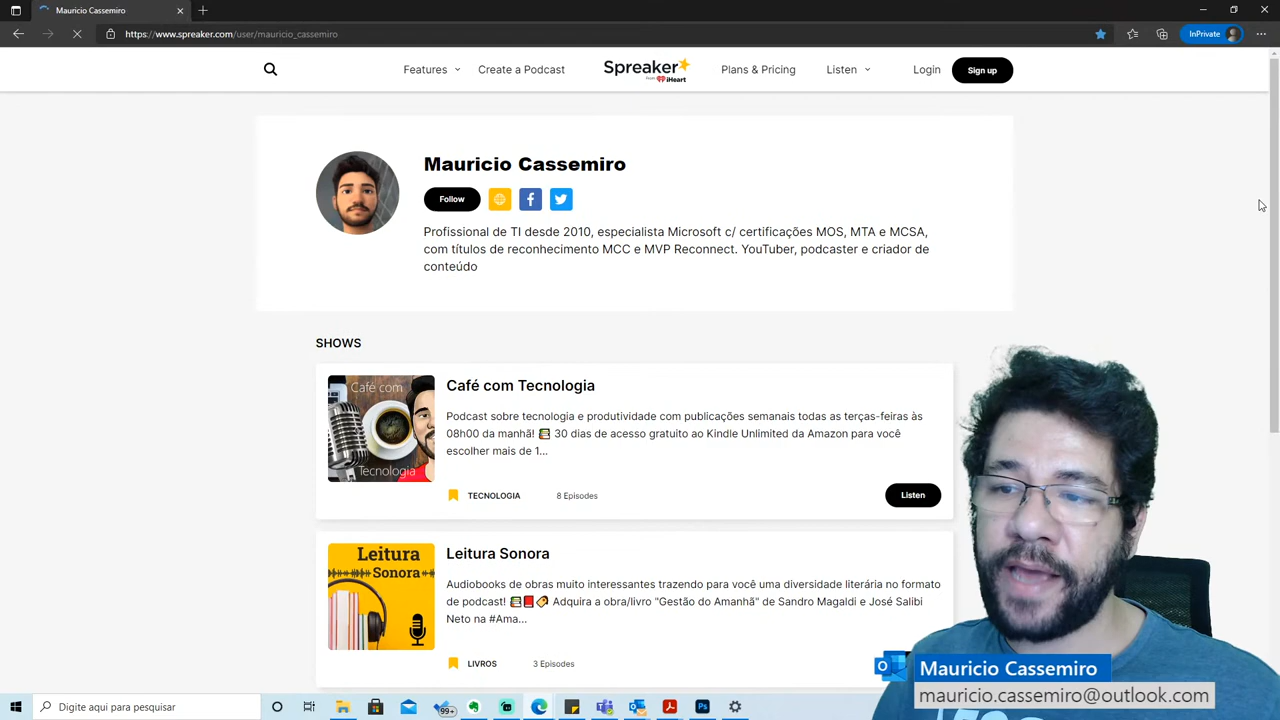 Mauricio Cassemiro
https://www.spreaker.com/user/mauricio_cassemiro
InPrivate
Features
Create a Podcast
Spreaker
From iHeart
Plans & Pricing
Listen
Login
Sign up
Mauricio Cassemiro
Follow
Profissional de TI desde 2010, especialista Microsoft c/ certificações MOS, MTA e MCSA,
com títulos de reconhecimento MCC e MVP Reconnect. YouTuber, podcaster e criador de
conteúdo
SHOWS
Café com
Tecnologia
Café com Tecnologia
Podcast sobre tecnologia e produtividade com publicações semanais todas as terças-feiras às
08h00 da manhã! 📚 30 dias de acesso gratuito ao Kindle Unlimited da Amazon para você
escolher mais de 1...
TECNOLOGIA
8 Episodes
Listen
Leitura
Sonora
Leitura Sonora
Audiobooks de obras muito interessantes trazendo para você uma diversidade literária no formato
de podcast! 📚📕🏷️ Adquira a obra/livro "Gestão do Amanhã" de Sandro Magaldi e José Salibi
Neto na #Ama...
LIVROS
3 Episodes
Mauricio Cassemiro
mauricio.cassemiro@outlook.com
Digite aqui para pesquisar
99+